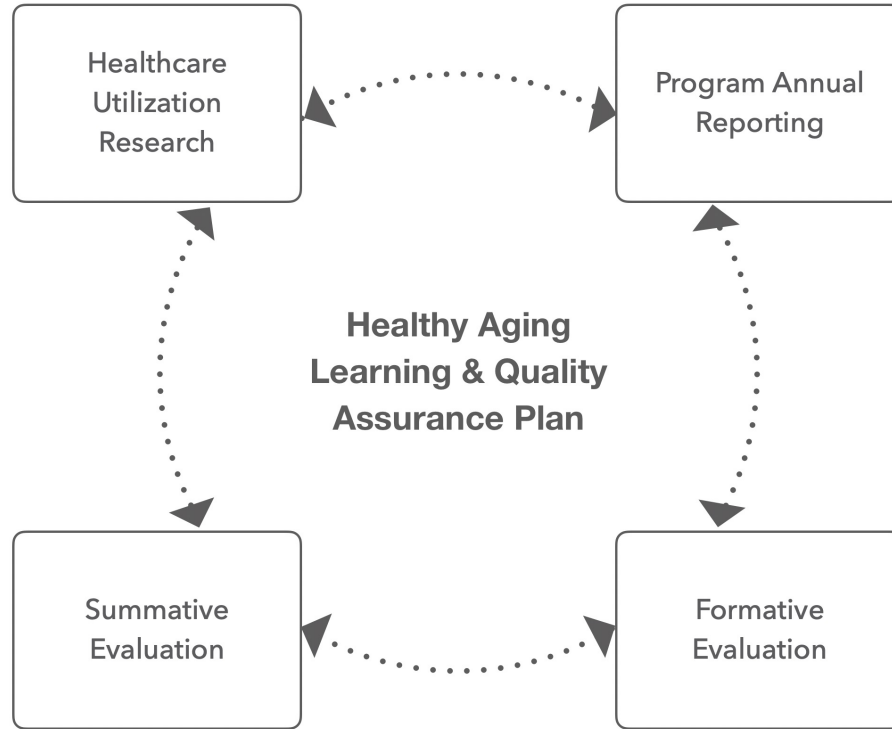 Healthcare
Utilization
Research
Program Annual
Reporting
Healthy Aging
Learning & Quality
Assurance Plan
Summative
Evaluation
Formative
Evaluation